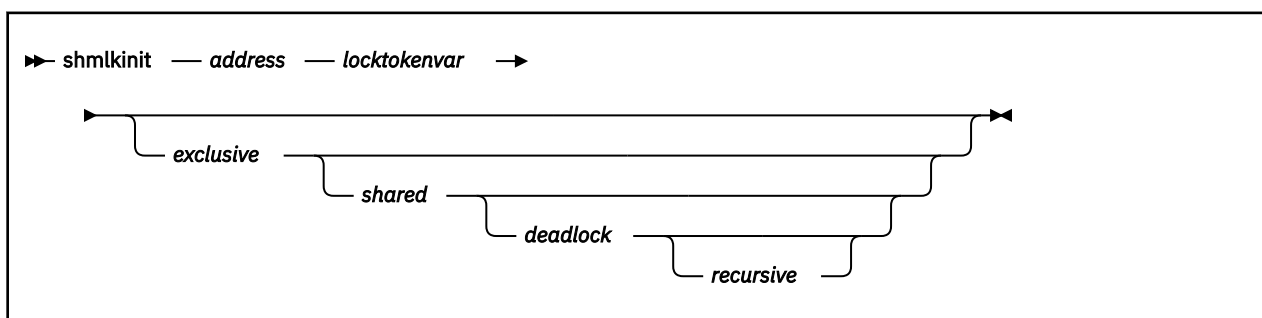 shmlkinit address locktokenvar
exclusive
shared
deadlock
recursive